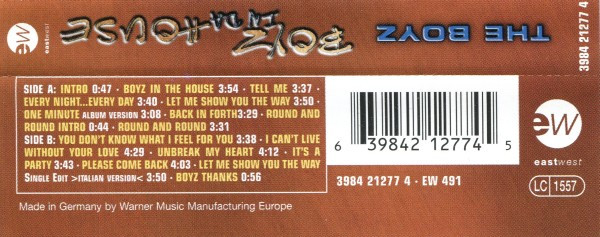 ew
eastwest
BOYZ
IN DA HOUSE
THE BOYZ
3984 21277 4
SIDE A: INTRO 0:47 · BOYZ IN THE HOUSE 3:54 · TELL ME 3:37 ·
EVERY NIGHT...EVERY DAY 3:40 · LET ME SHOW YOU THE WAY 3:50 ·
ONE MINUTE ALBUM VERSION 3:08 · BACK IN FORTH3:29 · ROUND AND
ROUND INTRO 0:44 · ROUND AND ROUND 3:31
SIDE B: YOU DON'T KNOW WHAT I FEEL FOR YOU 3:38 · I CAN'T LIVE
WITHOUT YOUR LOVE 4:29 · UNBREAK MY HEART 4:12 · IT'S A
PARTY 3:43 · PLEASE COME BACK 4:03 · LET ME SHOW YOU THE WAY
SINGLE EDIT >ITALIAN VERSION< 3:50 · BOYZ THANKS 0:56
6 39842 12774 5
3984 21277 4 · EW 491
ew
eastwest
LC 1557
Made in Germany by Warner Music Manufacturing Europe